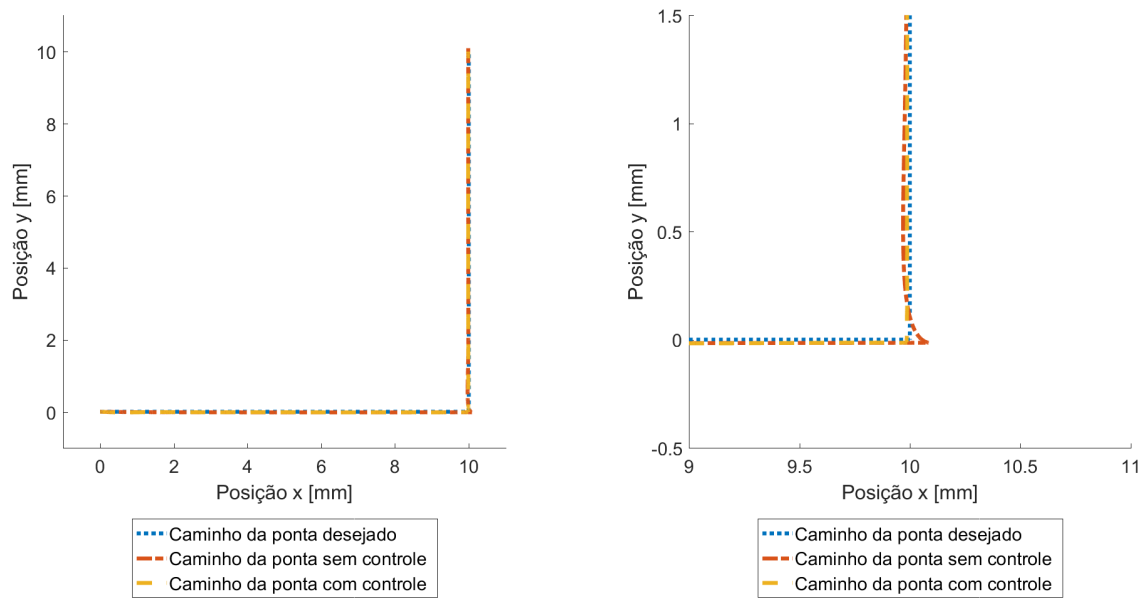 10
8
6
4
2
0
Posição y [mm]
0 2 4 6 8 10
Posição x [mm]
Caminho da ponta desejado
Caminho da ponta sem controle
Caminho da ponta com controle
1.5
1
0.5
0
-0.5
Posição y [mm]
9 9.5 10 10.5 11
Posição x [mm]
Caminho da ponta desejado
Caminho da ponta sem controle
Caminho da ponta com controle